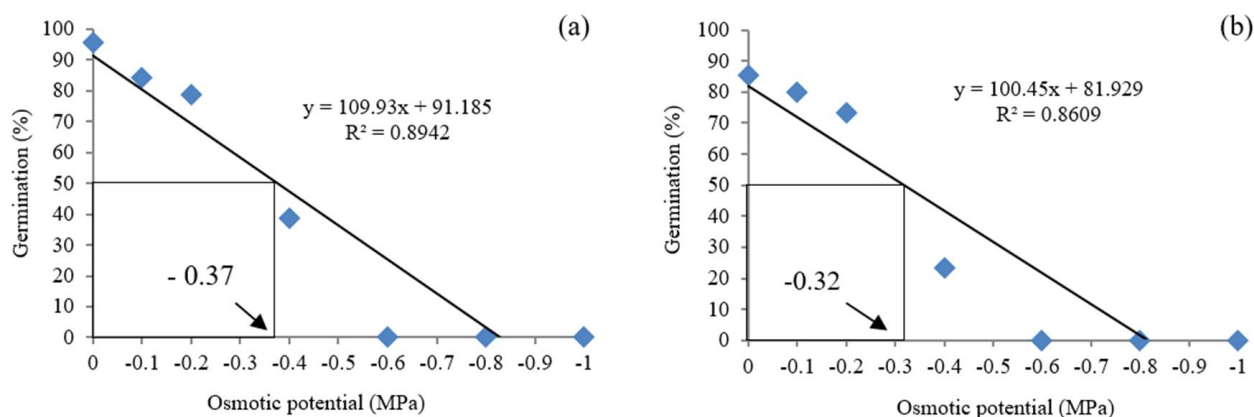 (a)
Germination (%)
100
90
80
70
60
50
40
30
20
10
0
y = 109.93x + 91.185
R² = 0.8942
- 0.37
0 -0.1 -0.2 -0.3 -0.4 -0.5 -0.6 -0.7 -0.8 -0.9 -1
Osmotic potential (MPa)
(b)
Germination (%)
100
90
80
70
60
50
40
30
20
10
0
y = 100.45x + 81.929
R² = 0.8609
-0.32
0 -0.1 -0.2 -0.3 -0.4 -0.5 -0.6 -0.7 -0.8 -0.9 -1
Osmotic potential (MPa)